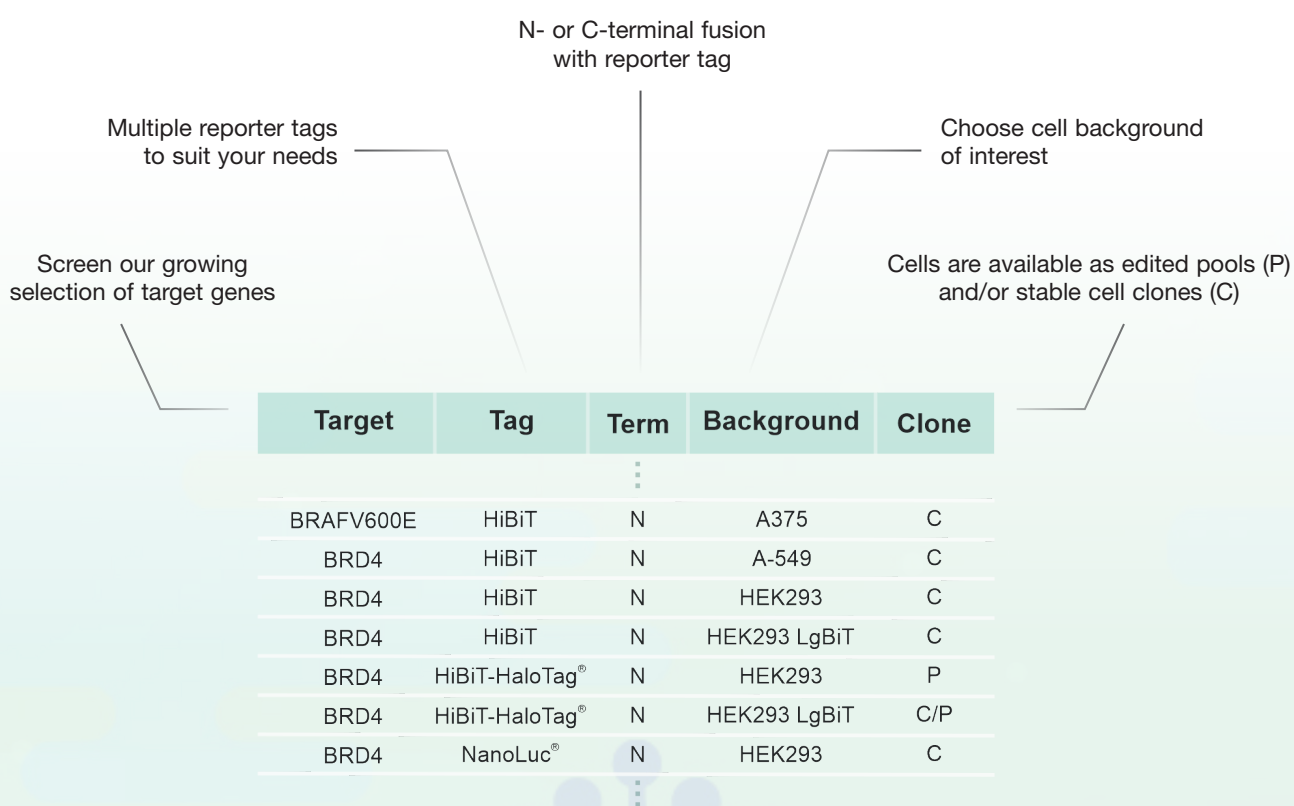 N- or C-terminal fusion
with reporter tag
Multiple reporter tags
to suit your needs
Choose cell background
of interest
Screen our growing
selection of target genes
Cells are available as edited pools (P)
and/or stable cell clones (C)
Target Tag Term Background Clone
BRAFV600E HiBiT N A375 C
BRD4 HiBiT N A-549 C
BRD4 HiBiT N HEK293 C
BRD4 HiBiT N HEK293 LgBiT C
BRD4 HiBiT-HaloTag® N HEK293 P
BRD4 HiBiT-HaloTag® N HEK293 LgBiT C/P
BRD4 NanoLuc® N HEK293 C